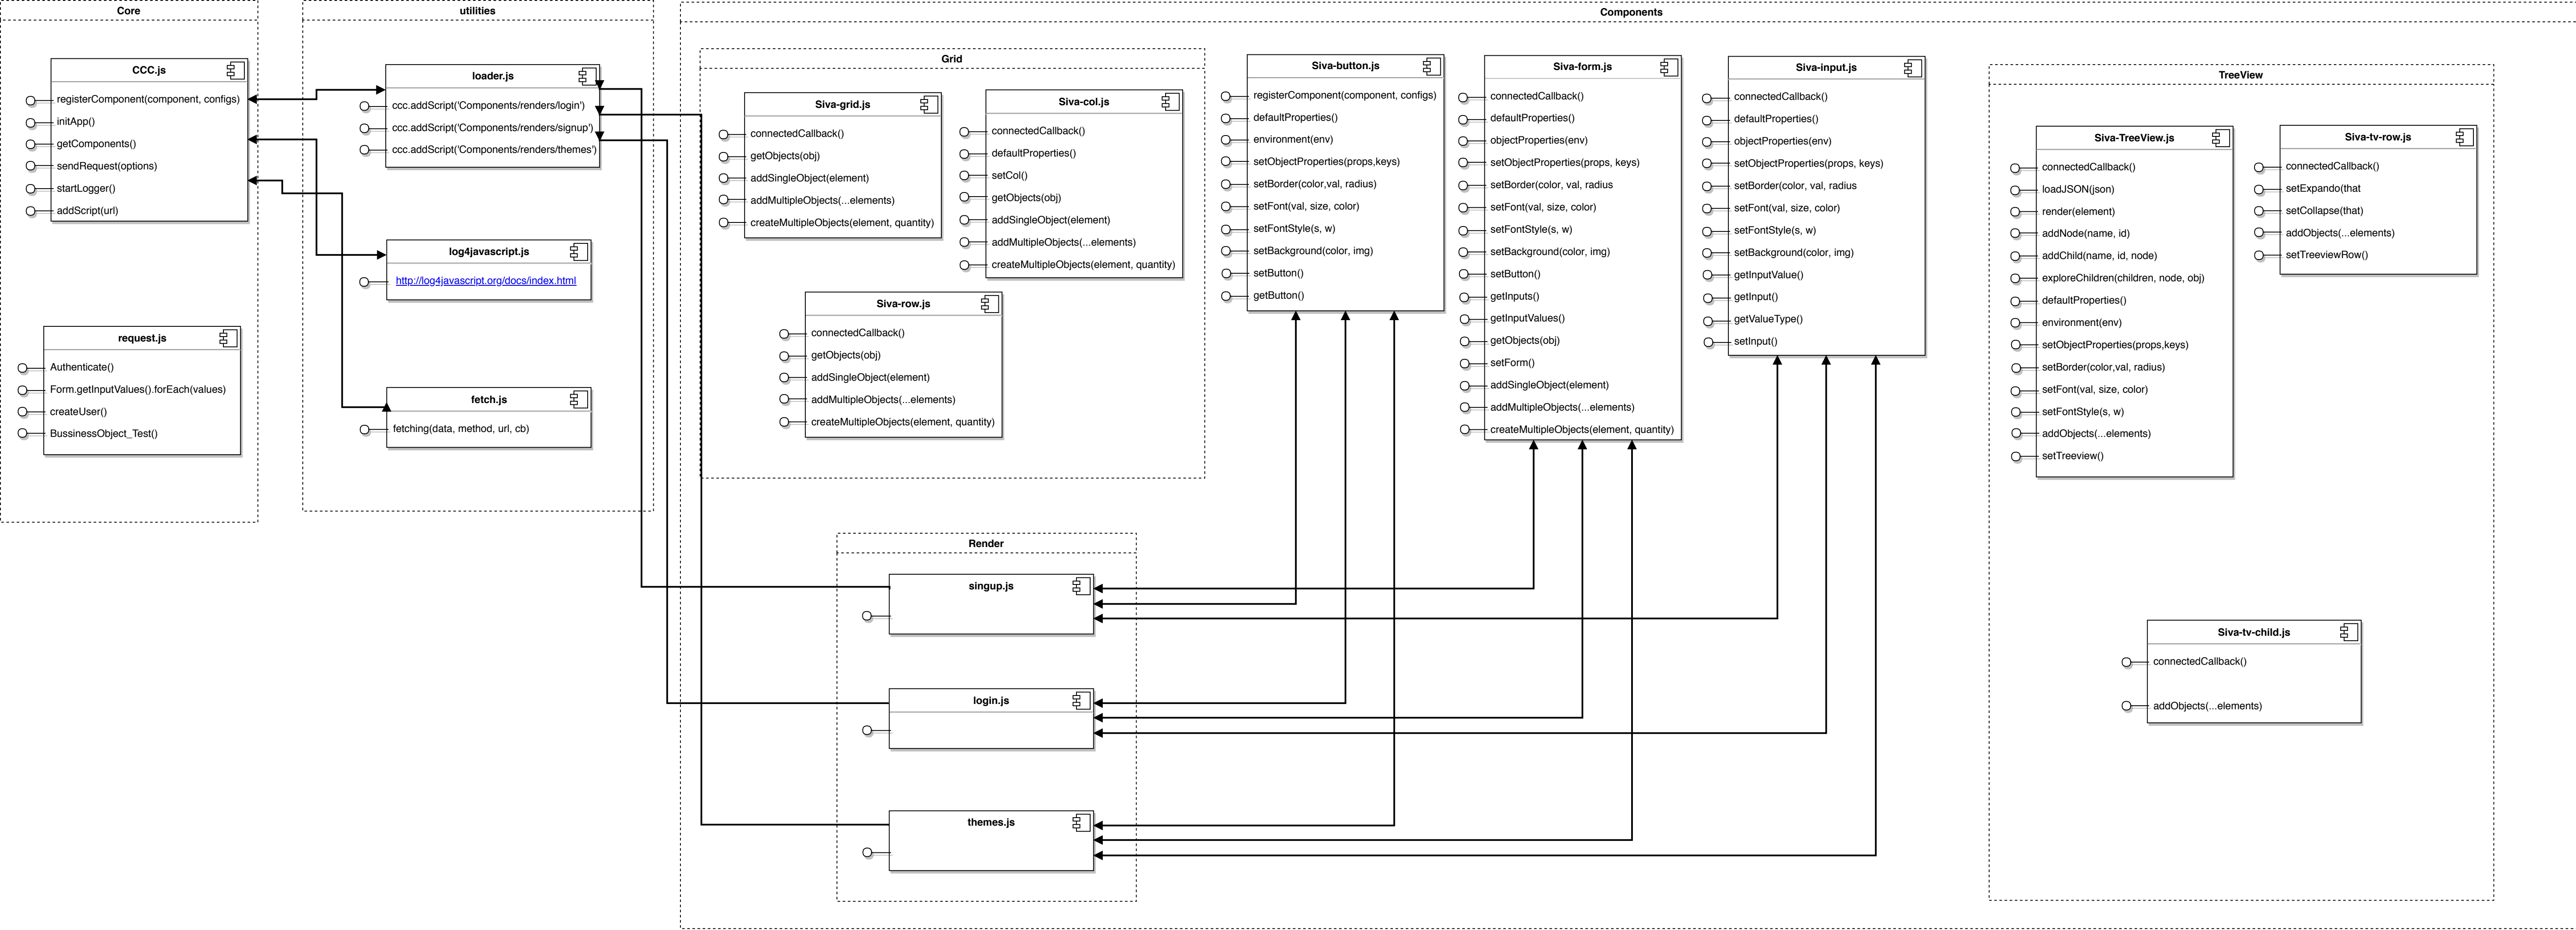 Core
CCC.js
registerComponent(component, configs)
initApp()
getComponents()
sendRequest(options)
startLogger()
addScript(url)
request.js
Authenticate()
Form.getInputValues().forEach(values)
createUser()
BussinessObject_Test()
utilities
loader.js
ccc.addScript('Components/renders/login')
ccc.addScript('Components/renders/signup')
ccc.addScript('Components/renders/themes')
log4javascript.js
http://log4javascript.org/docs/index.html
fetch.js
fetching(data, method, url, cb)
Components
Grid
Siva-grid.js
connectedCallback()
getObjects(obj)
addSingleObject(element)
addMultipleObjects(...elements)
createMultipleObjects(element, quantity)
Siva-col.js
connectedCallback()
defaultProperties()
setCol()
getObjects(obj)
addSingleObject(element)
addMultipleObjects(...elements)
createMultipleObjects(element, quantity)
Siva-row.js
connectedCallback()
getObjects(obj)
addSingleObject(element)
addMultipleObjects(...elements)
createMultipleObjects(element, quantity)
Siva-button.js
registerComponent(component, configs)
defaultProperties()
environment(env)
setObjectProperties(props,keys)
setBorder(color,val, radius)
setFont(val, size, color)
setFontStyle(s, w)
setBackground(color, img)
setButton()
getButton()
Siva-form.js
connectedCallback()
defaultProperties()
objectProperties(env)
setObjectProperties(props, keys)
setBorder(color, val, radius
setFont(val, size, color)
setFontStyle(s, w)
setBackground(color, img)
setButton()
getInputs()
getInputValues()
getObjects(obj)
setForm()
addSingleObject(element)
addMultipleObjects(...elements)
createMultipleObjects(element, quantity)
Siva-input.js
connectedCallback()
defaultProperties()
objectProperties(env)
setObjectProperties(props, keys)
setBorder(color, val, radius
setFont(val, size, color)
setFontStyle(s, w)
setBackground(color, img)
getInputValue()
getInput()
getValueType()
setInput()
Render
singup.js
login.js
themes.js
TreeView
Siva-TreeView.js
connectedCallback()
loadJSON(json)
render(element)
addNode(name, id)
addChild(name, id, node)
exploreChildren(children, node, obj)
defaultProperties()
environment(env)
setObjectProperties(props,keys)
setBorder(color,val, radius)
setFont(val, size, color)
setFontStyle(s, w)
addObjects(...elements)
setTreeview()
Siva-tv-row.js
connectedCallback()
setExpando(that
setCollapse(that)
addObjects(...elements)
setTreeviewRow()
Siva-tv-child.js
connectedCallback()
addObjects(...elements)